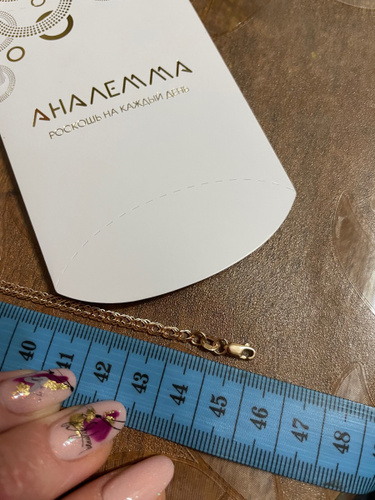 АНАЛЕММА
РОСКОШЬ НА КАЖДЫЙ ДЕНЬ
40 41 42 43 44 45 46 47 48